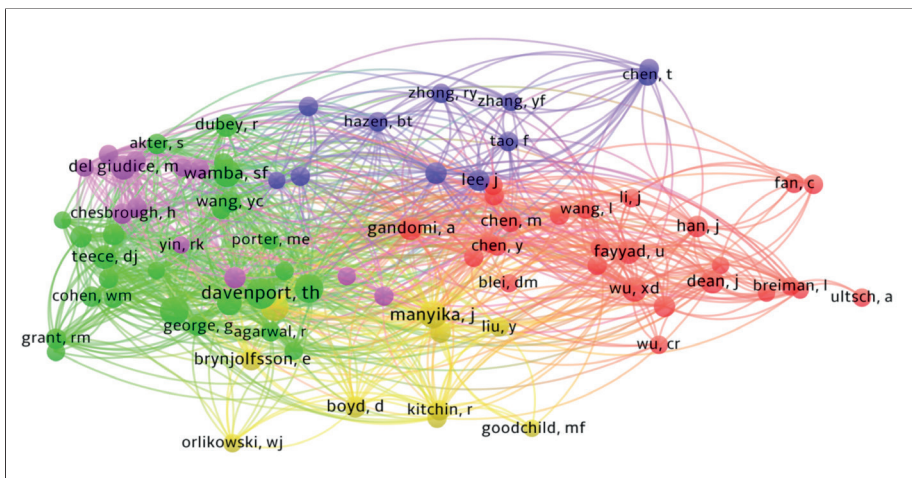 chen, t
zhong, ry
zhang, yf
hazen, bt
dubey, r
akter, s
tao, f
del giudice, m
wamba, sf
lee, j
fan, c
li, j
wang, yc
chesbrough, h
wang, l
chen, m
gandomi, a
han, j
yin, rk
porter, me
chen, y
fayyad, u
teece, dj
blei, dm
wu, xd
dean, j
breiman, l
ultsch, a
cohen, wm
davenport, th
manyika, j
liu, y
george, g
agarwal, r
grant, rm
wu, cr
brynjolfsson, e
boyd, d
kitchin, r
goodchild, mf
orlikowski, wj